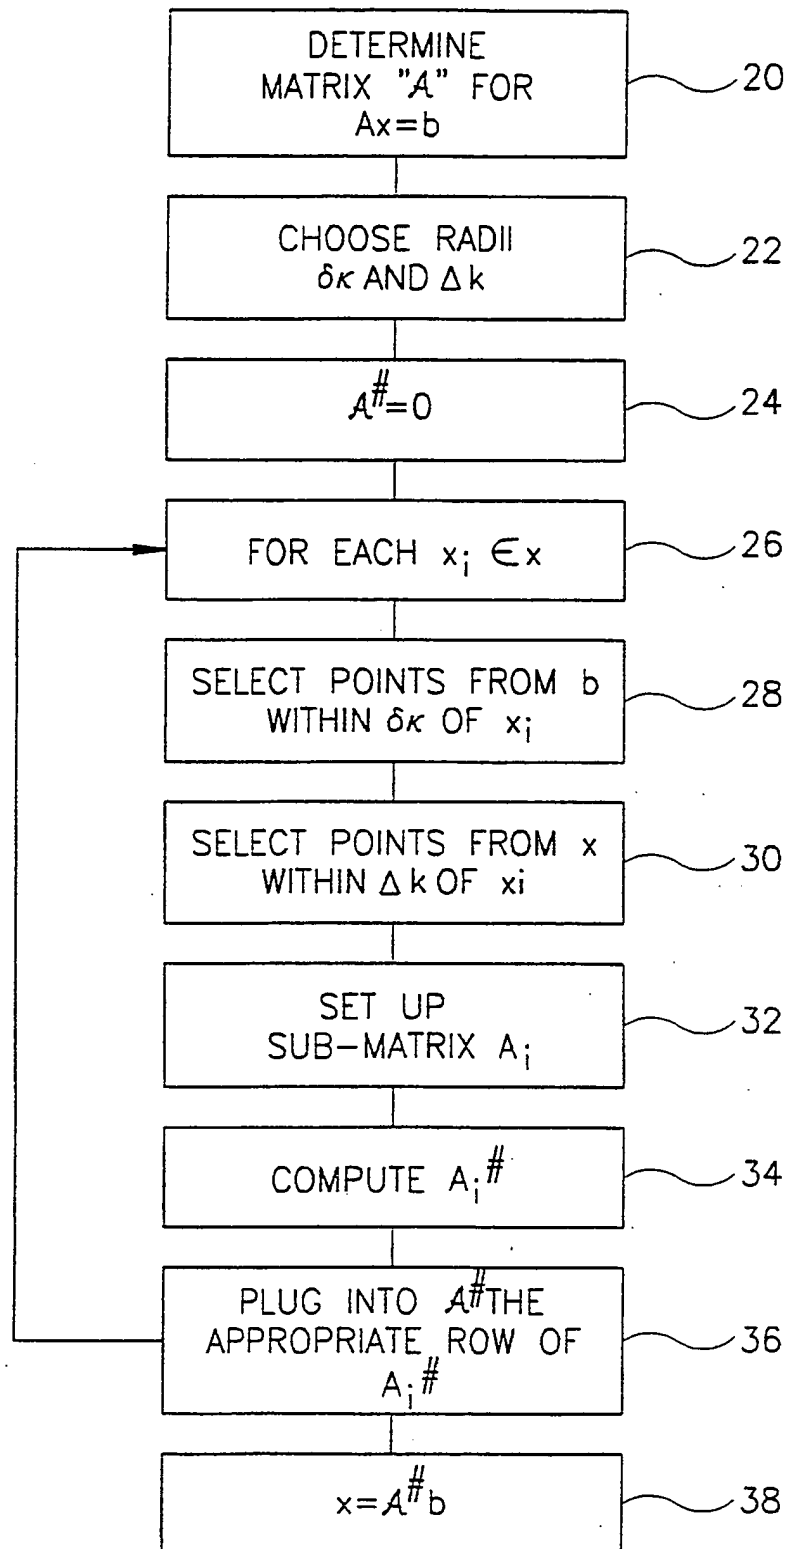 DETERMINE
MATRIX "A" FOR
Ax=b
20
CHOOSE RADII
δκ AND Δk
22
A#=0
24
FOR EACH xi ∈x
26
SELECT POINTS FROM b
WITHIN δκ OF xi
28
SELECT POINTS FROM x
WITHIN Δk OF xi
30
SET UP
SUB-MATRIX Ai
32
COMPUTE Ai#
34
PLUG INTO A# THE
APPROPRIATE ROW OF
Ai#
36
x=A#b
38